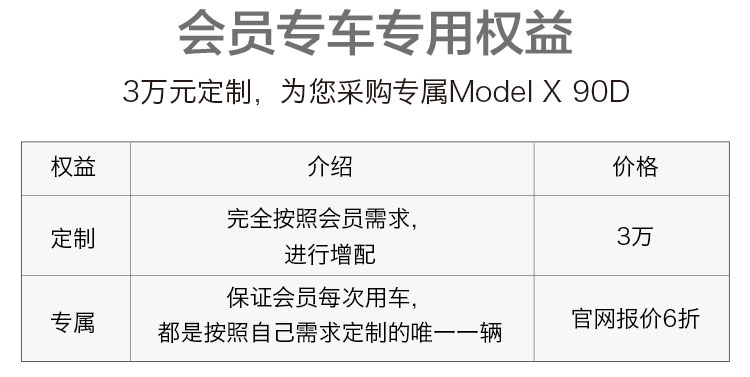 会员专车专用权益
3万元定制，为您采购专属Model X 90D
权益 介绍 价格
定制 完全按照会员需求，
进行增配 3万
专属 保证会员每次用车，
都是按照自己需求定制的唯一一辆 官网报价6折